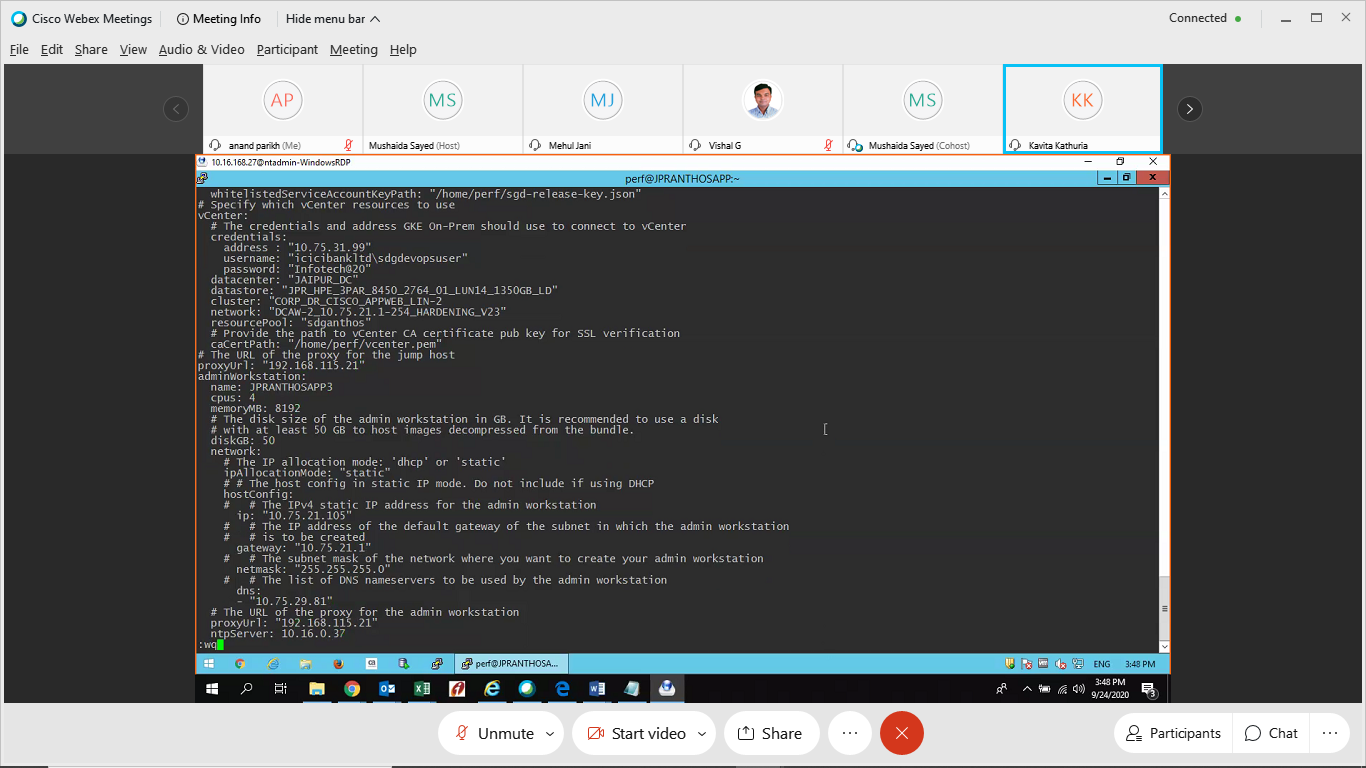 Cisco Webex Meetings
Meeting Info
Hide menu bar
Connected
File Edit Share View Audio & Video Participant Meeting Help
AP
MS
MJ
MS
KK
anand parikh (Me)
Mushaida Sayed (Host)
Mehul Jani
Vishal G
Mushaida Sayed (Cohost)
Kavita Kathuria
10.16.168.27@ntadmin-WindowsRDP
perf@JPRANTHOSAPP:~
whitelistedServiceAccountKeyPath: "/home/perf/sgd-release-key.json"
# Specify which vCenter resources to use
vCenter:
# The credentials and address GKE On-Prem should use to connect to vCenter
credentials:
address : "10.75.31.99"
username: "icicibankltd\sdgdevopsuser"
password: "Infotech@20"
datacenter: "JAIPUR_DC"
datastore: "JPR_HPE_3PAR_8450_2764_01_LUN14_1350GB_LD"
cluster: "CORP_DR_CISCO_APPWEB_LIN-2
network: "DCAW-2_10.75.21.1-254_HARDENING_V23"
resourcePool: "sdganthos"
# Provide the path to vCenter CA certificate pub key for SSL verification
caCertPath: "/home/perf/vcenter.pem"
# The URL of the proxy for the jump host
proxyUrl: "192.168.115.21"
adminWorkstation:
name: JPRANTHOSAPP3
cpus: 4
memoryMB: 8192
# The disk size of the admin workstation in GB. It is recommended to use a disk
# with at least 50 GB to host images decompressed from the bundle.
diskGB: 50
network:
# The IP allocation mode: 'dhcp' or 'static'
ipAllocationMode: "static"
# # The host config in static IP mode. Do not include if using DHCP
hostConfig:
# # The IPv4 static IP address for the admin workstation
ip: "10.75.21.105"
# # The IP address of the default gateway of the subnet in which the admin workstation
# # is to be created
gateway: "10.75.21.1"
# # The subnet mask of the network where you want to create your admin workstation
netmask: "255.255.255.0"
# # The list of DNS nameservers to be used by the admin workstation
dns:
- "10.75.29.81"
# The URL of the proxy for the admin workstation
proxyUrl: "192.168.115.21"
ntpServer: 10.16.0.37
:wq
perf@JPRANTHOSA...
ENG
3:48 PM
3:48 PM
9/24/2020
3
Unmute
Start video
Share
Participants
Chat